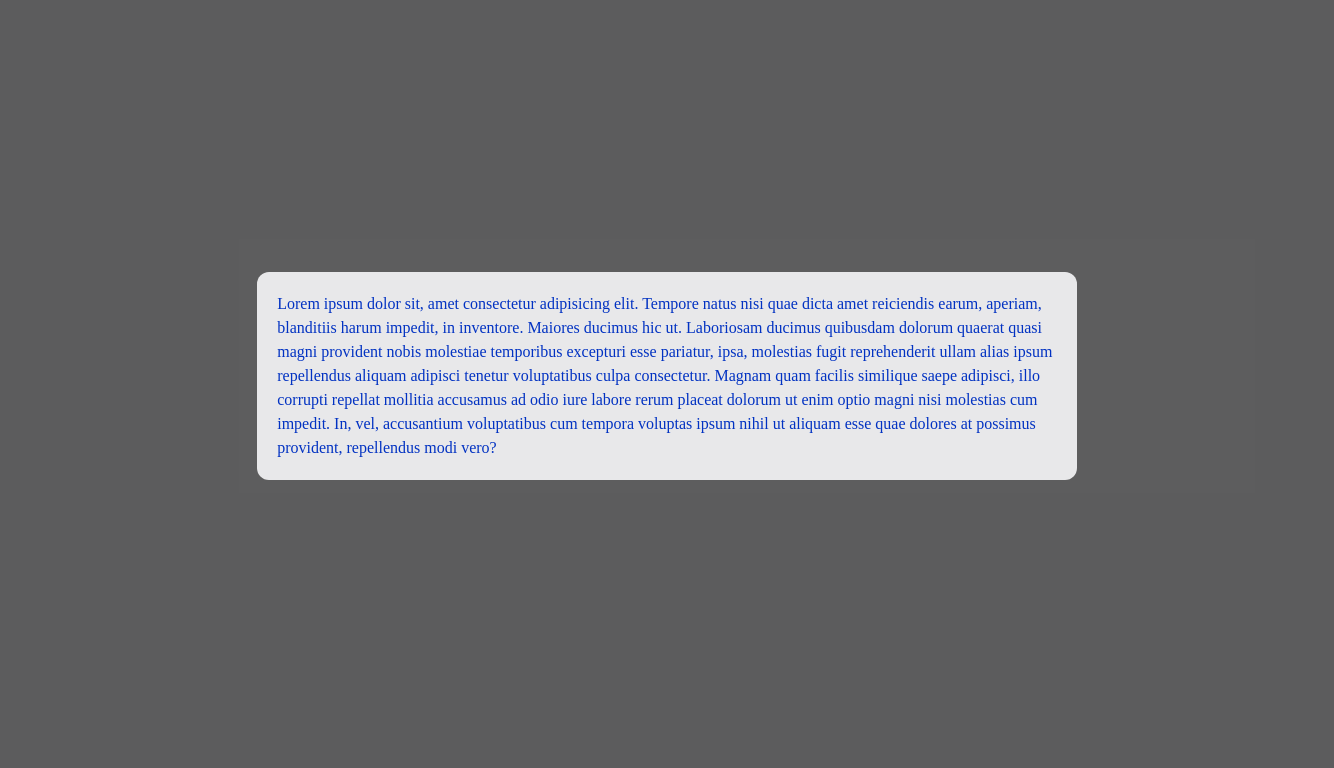 Lorem ipsum dolor sit, amet consectetur adipisicing elit. Tempore natus nisi quae dicta amet reiciendis earum, aperiam,
blanditiis harum impedit, in inventore. Maiores ducimus hic ut. Laboriosam ducimus quibusdam dolorum quaerat quasi
magni provident nobis molestiae temporibus excepturi esse pariatur, ipsa, molestias fugit reprehenderit ullam alias ipsum
repellendus aliquam adipisci tenetur voluptatibus culpa consectetur. Magnam quam facilis similique saepe adipisci, illo
corrupti repellat mollitia accusamus ad odio iure labore rerum placeat dolorum ut enim optio magni nisi molestias cum
impedit. In, vel, accusantium voluptatibus cum tempora voluptas ipsum nihil ut aliquam esse quae dolores at possimus
provident, repellendus modi vero?